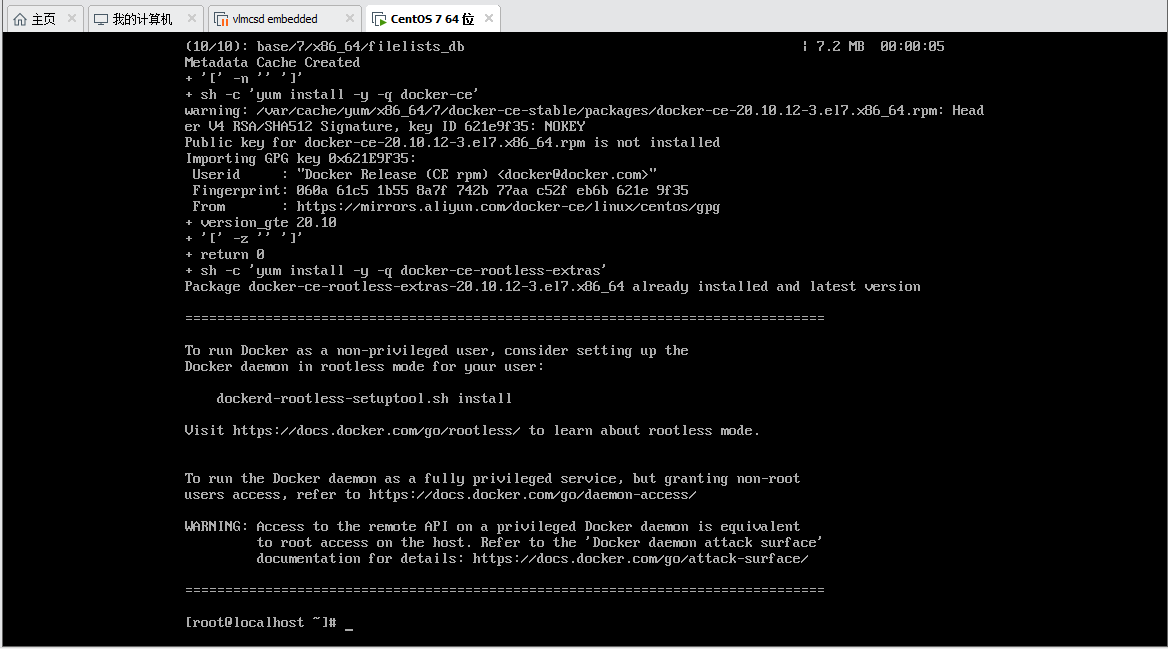 主页
我的计算机
vlmcsd embedded
CentOS 7 64 位
(10/10): base/7/x86_64/filelists_db | 7.2 MB 00:00:05
Metadata Cache Created
+ '[' -n '' ']'
+ sh -c 'yum install -y -q docker-ce'
warning: /var/cache/yum/x86_64/7/docker-ce-stable/packages/docker-ce-20.10.12-3.el7.x86_64.rpm: Head
er V4 RSA/SHA512 Signature, key ID 621e9f35: NOKEY
Public key for docker-ce-20.10.12-3.el7.x86_64.rpm is not installed
Importing GPG key 0x621E9F35:
Userid : "Docker Release (CE rpm) <docker@docker.com>"
Fingerprint: 060a 61c5 1b55 8a7f 742b 77aa c52f eb6b 621e 9f35
From : https://mirrors.aliyun.com/docker-ce/linux/centos/gpg
+ version_gte 20.10
+ '[' -z '' ']'
+ return 0
+ sh -c 'yum install -y -q docker-ce-rootless-extras'
Package docker-ce-rootless-extras-20.10.12-3.el7.x86_64 already installed and latest version
================================================================================
To run Docker as a non-privileged user, consider setting up the
Docker daemon in rootless mode for your user:
dockerd-rootless-setuptool.sh install
Visit https://docs.docker.com/go/rootless/ to learn about rootless mode.
To run the Docker daemon as a fully privileged service, but granting non-root
users access, refer to https://docs.docker.com/go/daemon-access/
WARNING: Access to the remote API on a privileged Docker daemon is equivalent
to root access on the host. Refer to the 'Docker daemon attack surface'
documentation for details: https://docs.docker.com/go/attack-surface/
================================================================================
[root@localhost ~]# _